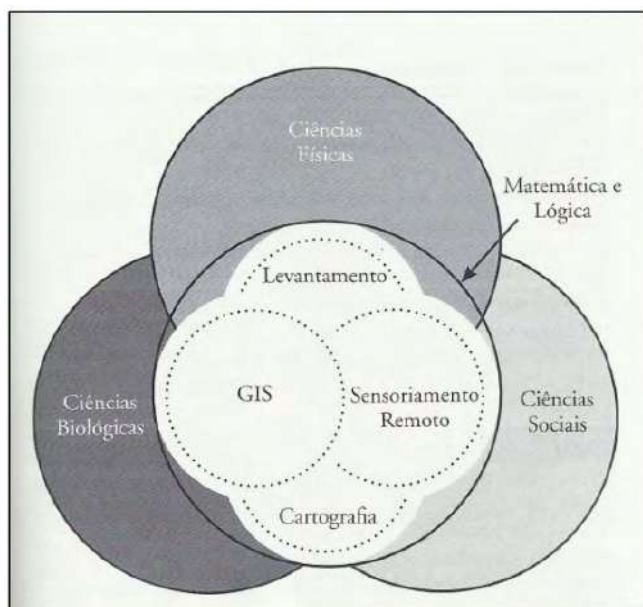 Ciências
Físicas
Matemática e
Lógica
Levantamento
GIS
Sensoriamento
Remoto
Ciências
Biológicas
Ciências
Sociais
Cartografia